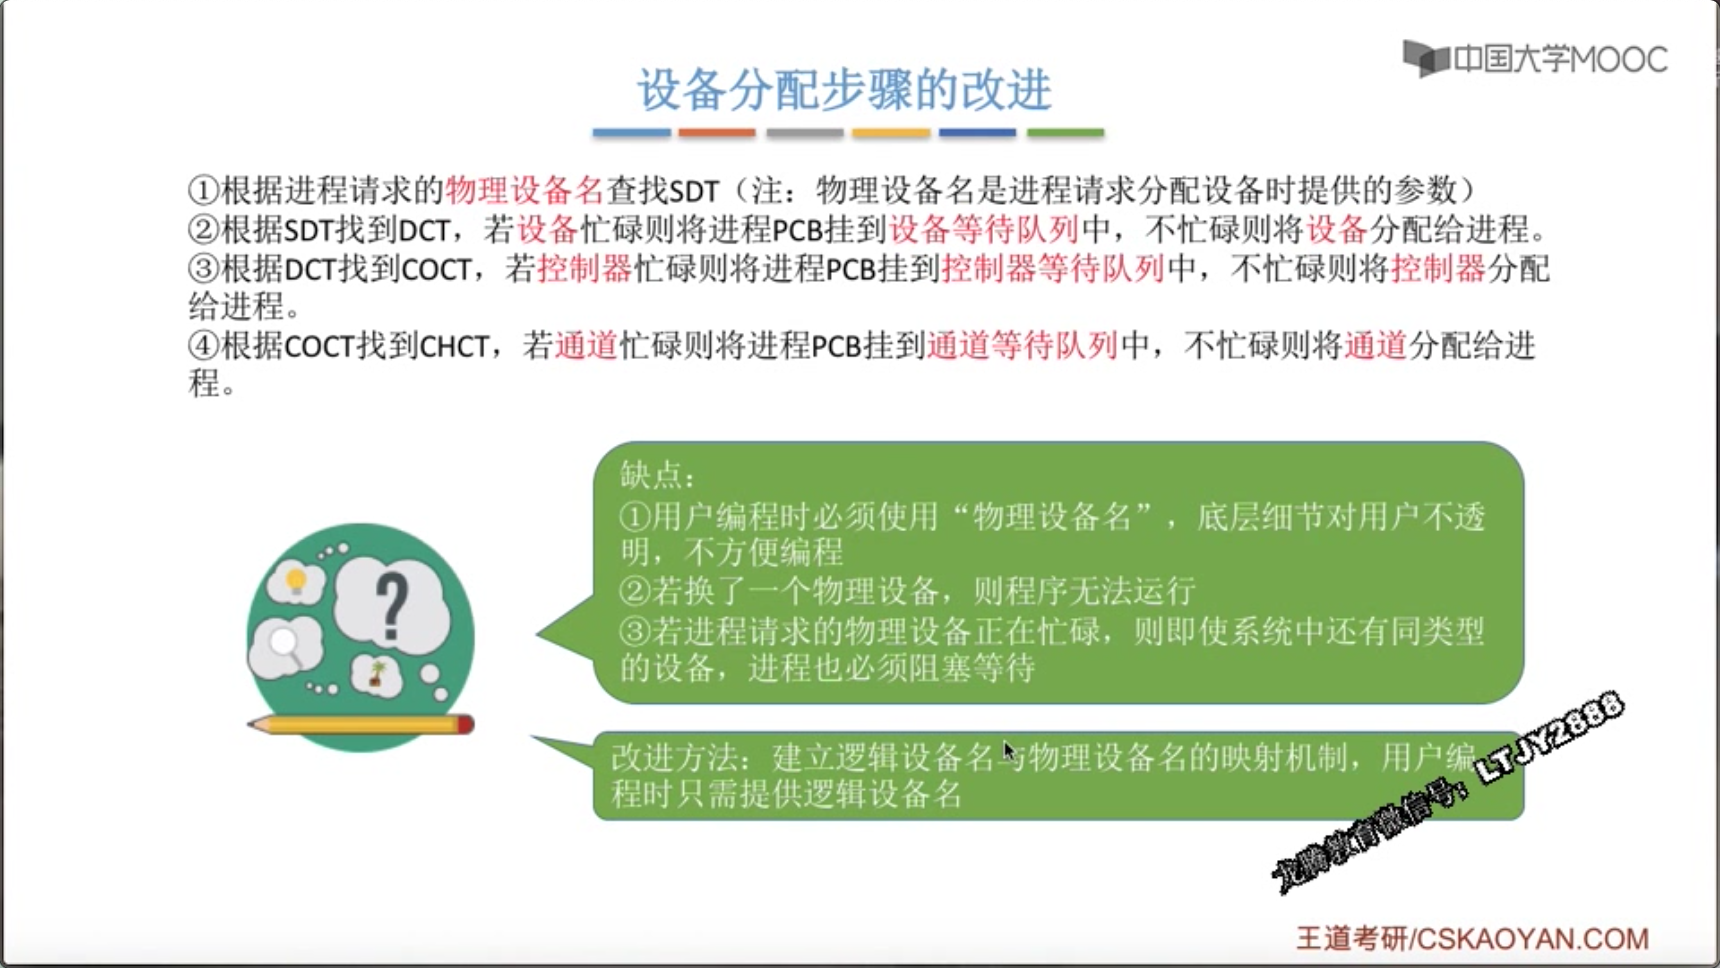 中国大学MOOC
设备分配步骤的改进
①根据进程请求的物理设备名查找SDT（注：物理设备名是进程请求分配设备时提供的参数）
②根据SDT找到DCT，若设备忙碌则将进程PCB挂到设备等待队列中，不忙碌则将设备分配给进程。
③根据DCT找到COCT，若控制器忙碌则将进程PCB挂到控制器等待队列中，不忙碌则将控制器分配
给进程。
④根据COCT找到CHCT，若通道忙碌则将进程PCB挂到通道等待队列中，不忙碌则将通道分配给进
程。
缺点：
①用户编程时必须使用“物理设备名”，底层细节对用户不透
明，不方便编程
②若换了一个物理设备，则程序无法运行
③若进程请求的物理设备正在忙碌，则即使系统中还有同类型
的设备，进程也必须阻塞等待
?
改进方法：建立逻辑设备名与物理设备名的映射机制，用户编
程时只需提供逻辑设备名
龙腾教育微信号：LTJY2888
王道考研/CSKAOYAN.COM